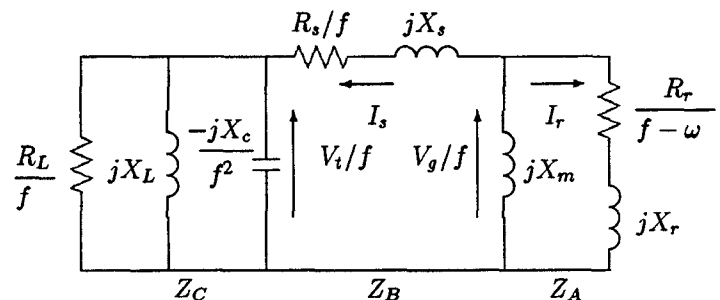 R_s/f
jX_s
R_L/f
jX_L
-jX_c/f^2
V_t/f
I_s
V_g/f
jX_m
I_r
R_r/(f − ω)
jX_r
Z_C
Z_B
Z_A